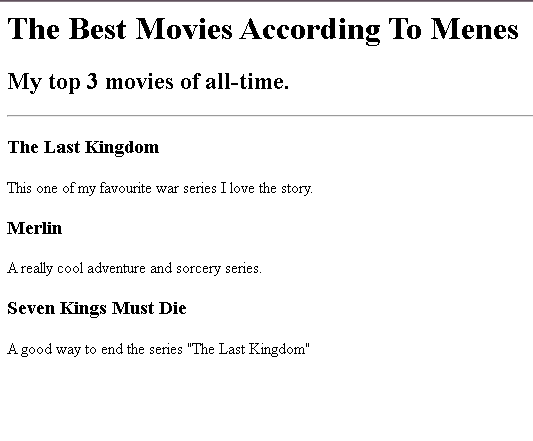 The Best Movies According To Menes
My top 3 movies of all-time.
The Last Kingdom
This one of my favourite war series I love the story.
Merlin
A really cool adventure and sorcery series.
Seven Kings Must Die
A good way to end the series "The Last Kingdom"